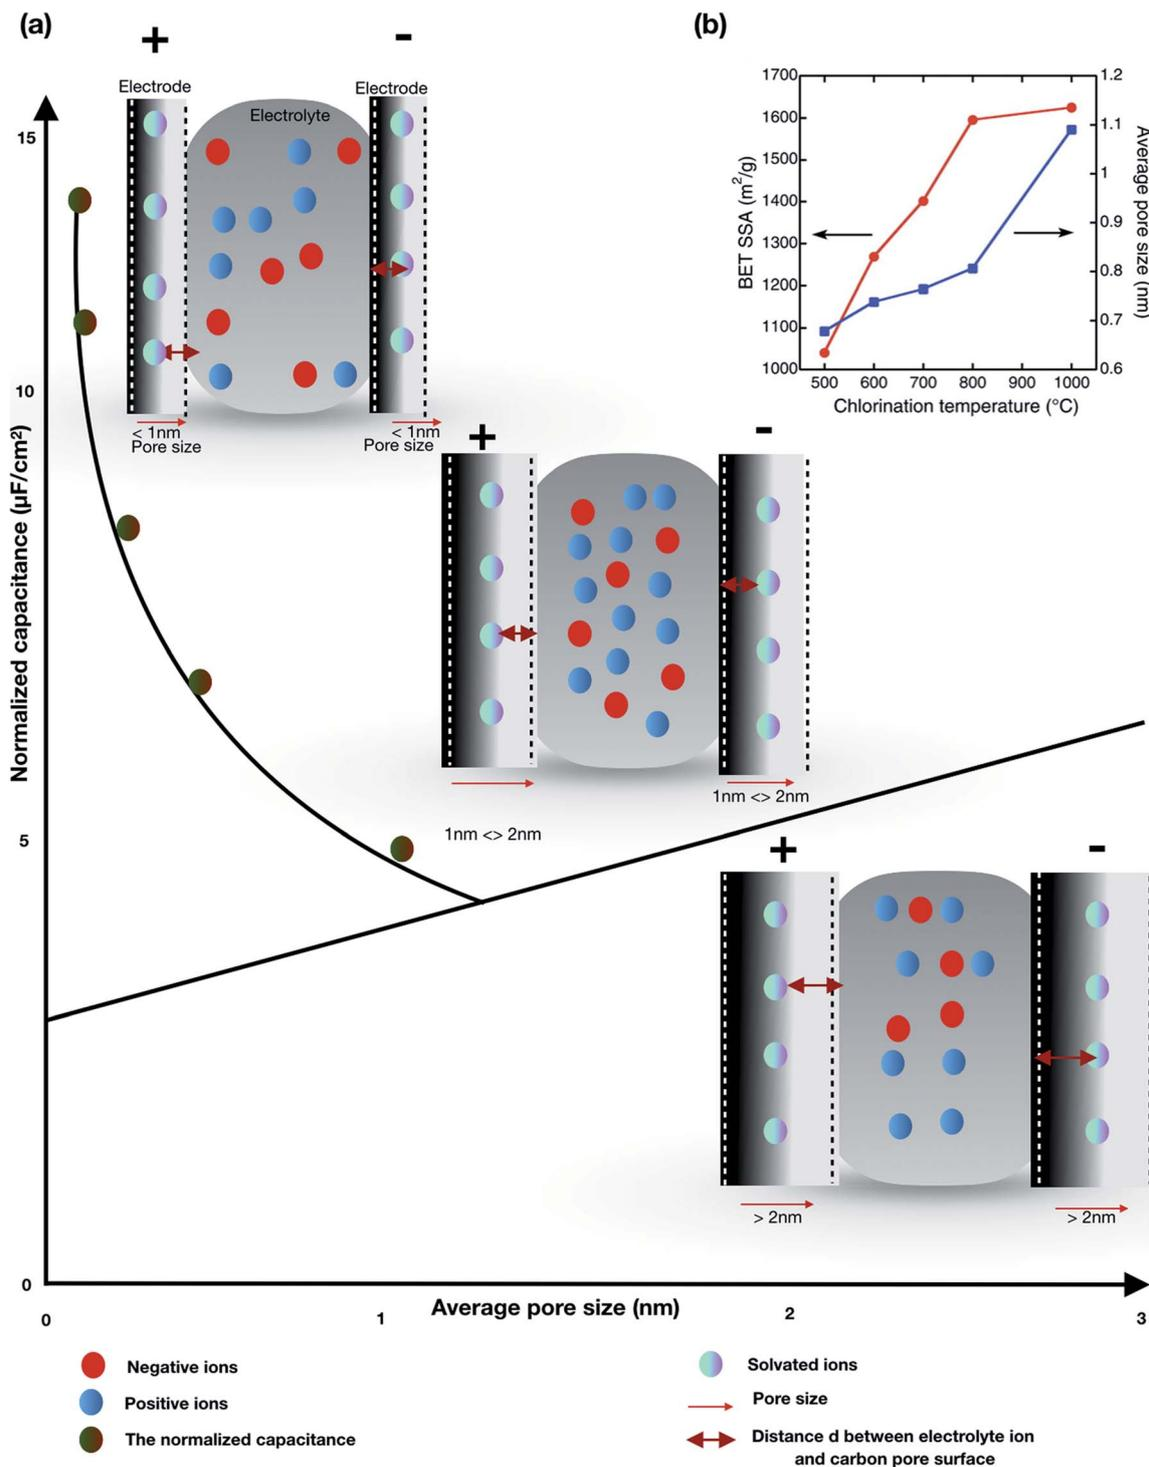 (a)
+
-
Electrode
Electrode
Electrolyte
15
10
5
0
Normalized capacitance (µF/cm²)
< 1nm
Pore size
< 1nm
Pore size
(b)
1700
1600
1500
1400
1300
1200
1100
1000
BET SSA (m²/g)
1.2
1.1
1
0.9
0.8
0.7
0.6
Average pore size (nm)
500 600 700 800 900 1000
Chlorination temperature (°C)
+
-
1nm <> 2nm
1nm <> 2nm
+
-
> 2nm
> 2nm
0 1 2 3
Average pore size (nm)
Negative ions
Positive ions
The normalized capacitance
Solvated ions
Pore size
Distance d between electrolyte ion
and carbon pore surface